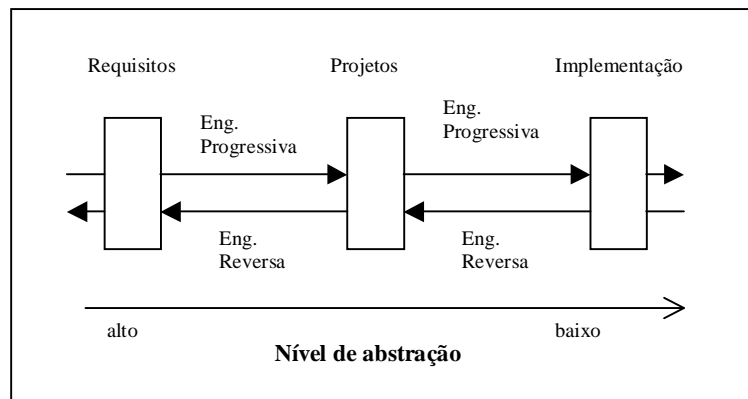 Requisitos
Projetos
Implementação
Eng.
Progressiva
Eng.
Progressiva
Eng.
Reversa
Eng.
Reversa
alto
baixo
Nível de abstração